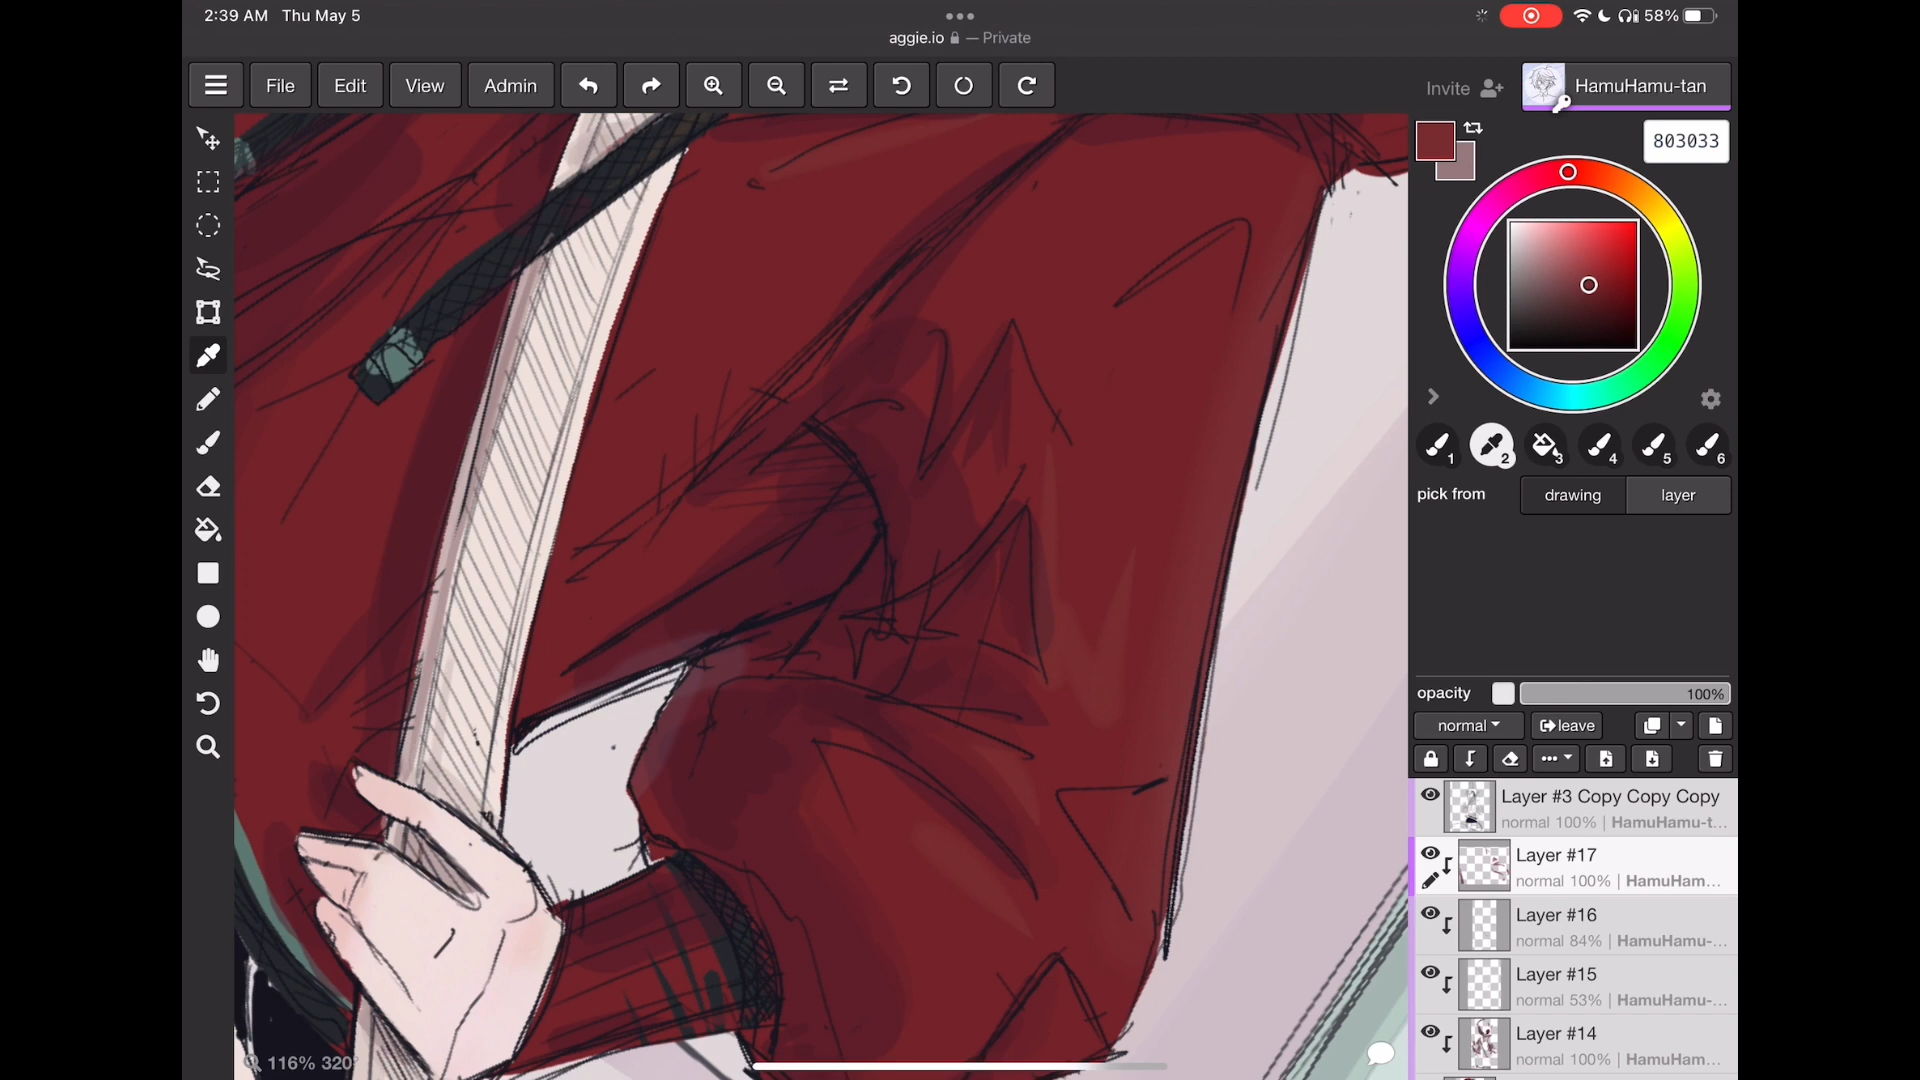 2:39 AM Thu May 5
58%
aggie.io — Private
File Edit View Admin
Invite HamuHamu-tan
803033
1 2 3 4 5 6
pick from drawing layer
opacity 100%
normal leave
Layer #3 Copy Copy Copy
normal 100% | HamuHamu-t...
Layer #17
normal 100% | HamuHam...
Layer #16
normal 84% | HamuHamu-...
Layer #15
normal 53% | HamuHamu-...
Layer #14
normal 100% | HamuHam...
116% 320°